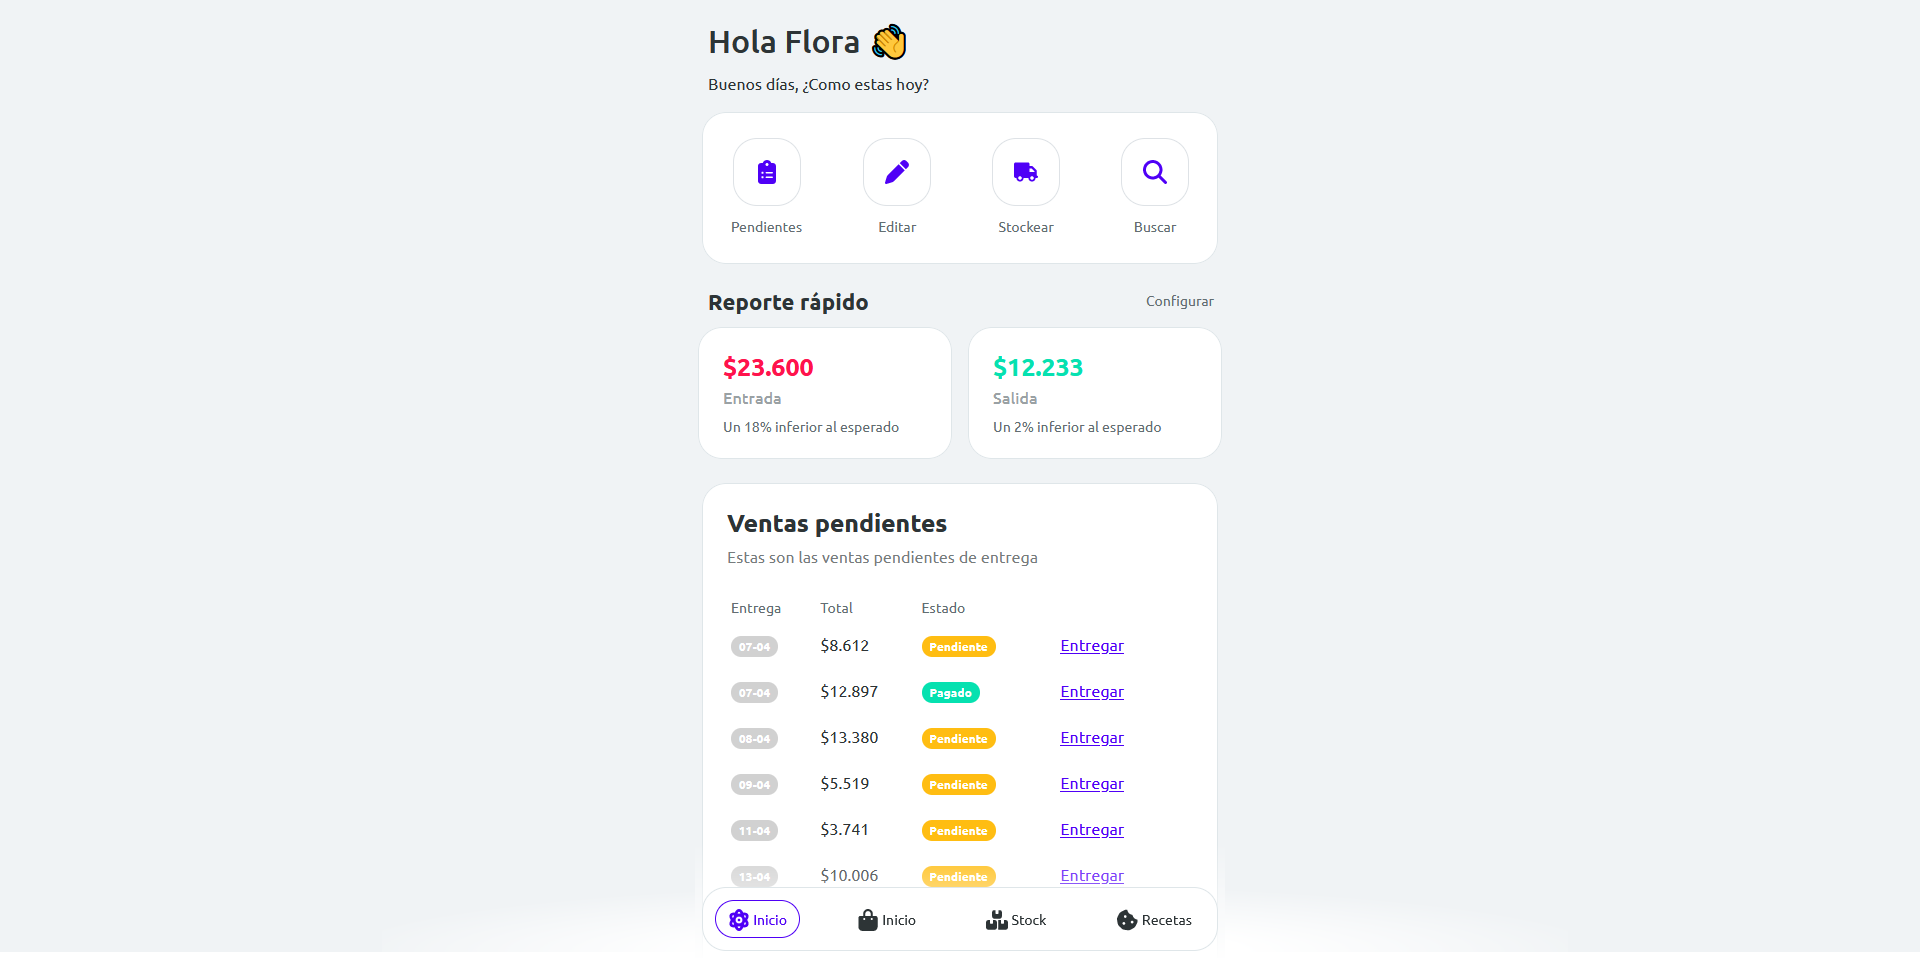 Hola Flora 👋
Buenos días, ¿Como estas hoy?
Pendientes Editar Stockear Buscar
Reporte rápido Configurar
$23.600 $12.233
Entrada Salida
Un 18% inferior al esperado Un 2% inferior al esperado
Ventas pendientes
Estas son las ventas pendientes de entrega
Entrega Total Estado
07-04 $8.612 Pendiente Entregar
07-04 $12.897 Pagado Entregar
08-04 $13.380 Pendiente Entregar
09-04 $5.519 Pendiente Entregar
11-04 $3.741 Pendiente Entregar
13-04 $10.006 Pendiente Entregar
Inicio Inicio Stock Recetas